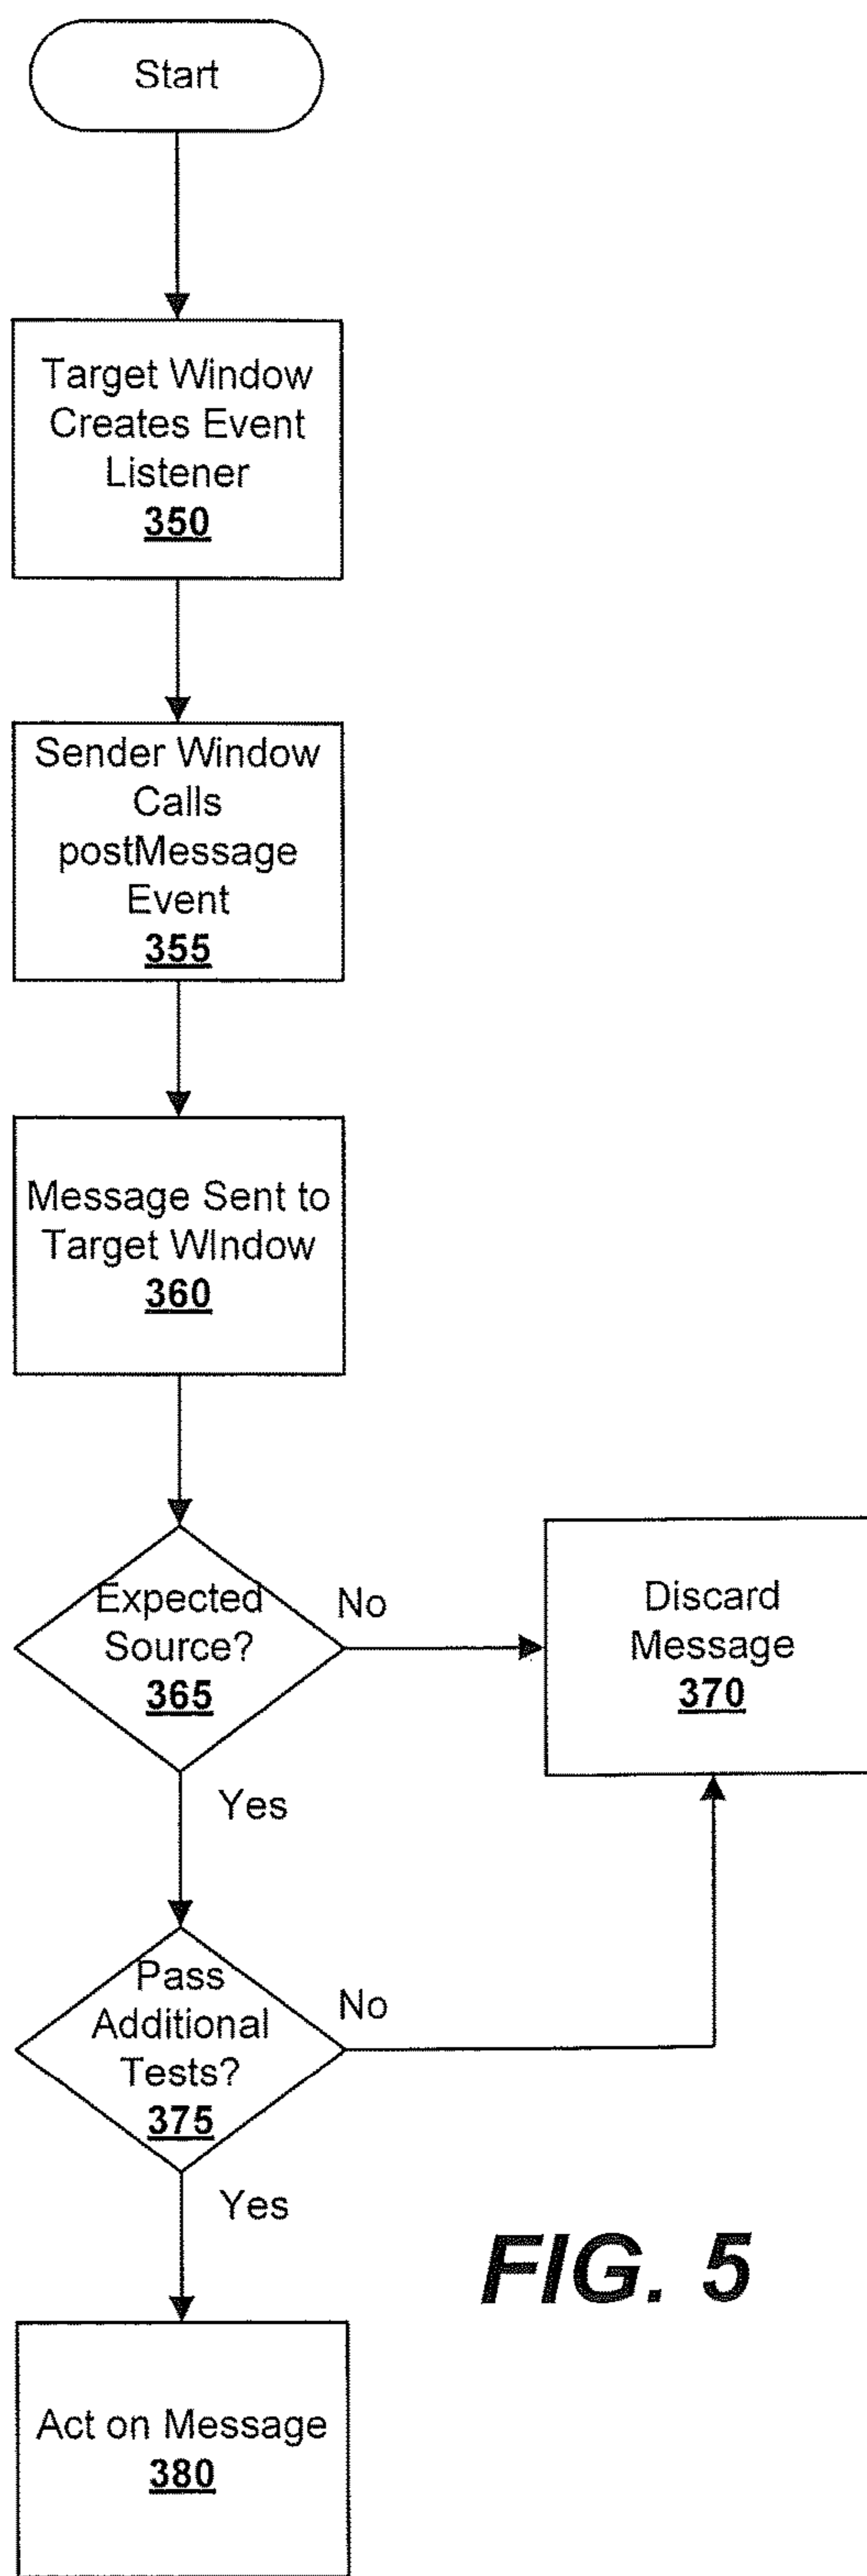 Start
Target Window
Creates Event
Listener
350
Sender Window
Calls
postMessage
Event
355
Message Sent to
Target WIndow
360
Expected
Source?
365
No
Discard
Message
370
Yes
Pass
Additional
Tests?
375
No
Yes
FIG. 5
Act on Message
380